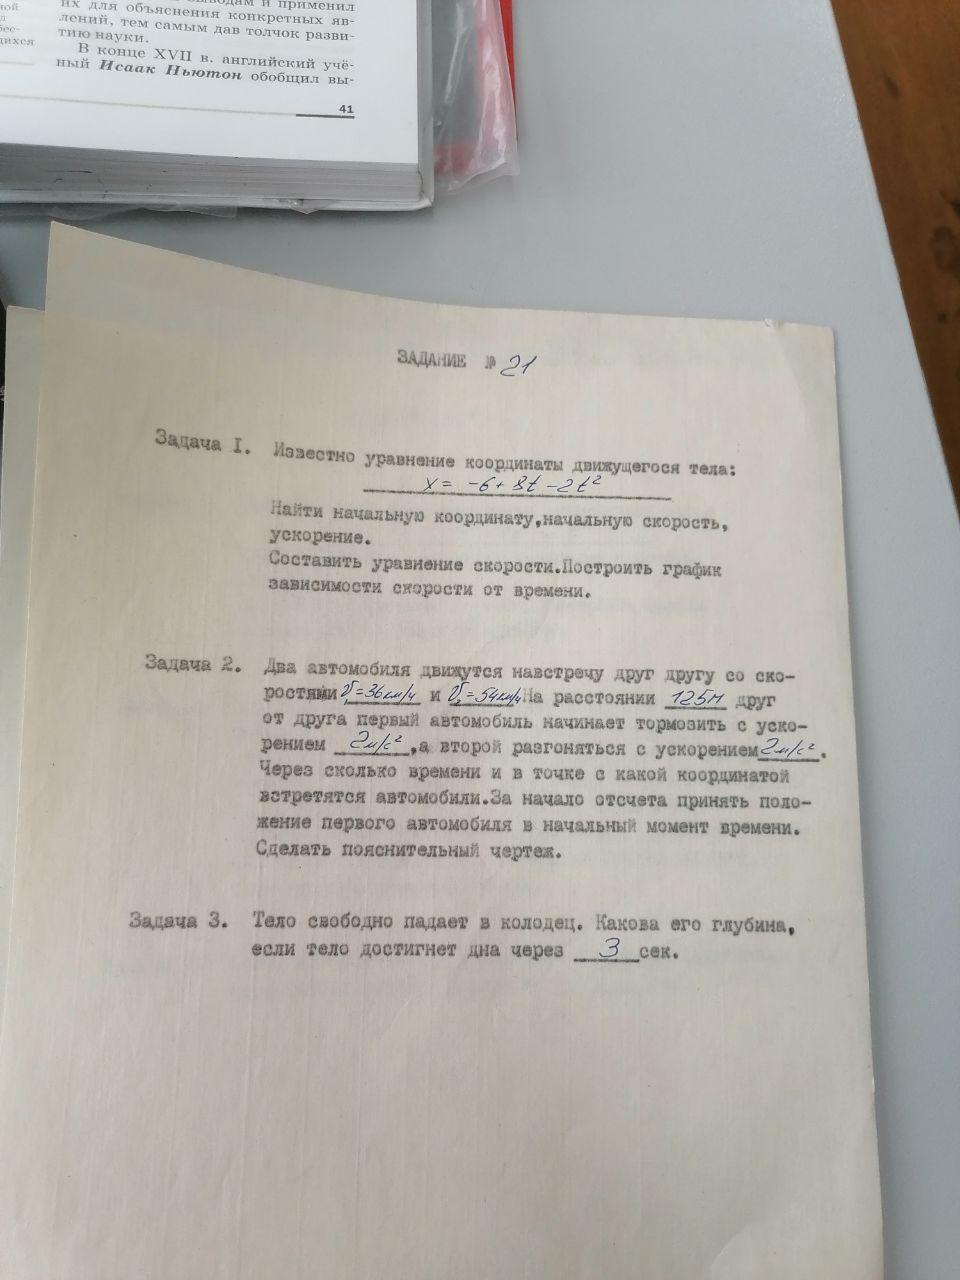 их для объяснения конкретных яв-
лений, тем самым дав толчок разви-
тию науки.
В конце XVII в. английский учё-
ный Исаак Ньютон обобщил вы-
41
ЗАДАНИЕ № 21
Задача I. Известно уравнение координаты движущегося тела:
x = -6 + 8t - 2t²
Найти начальную координату,начальную скорость,
ускорение.
Составить уравнение скорости.Построить график
зависимости скорости от времени.
Задача 2. Два автомобиля движутся навстречу друг другу со ско-
ростями V₁=36км/ч и V₂=54км/ч На расстоянии 125м друг
от друга первый автомобиль начинает тормозить с уско-
рением 2м/с²,а второй разгоняться с ускорением 2м/с².
Через сколько времени и в точке с какой координатой
встретятся автомобили.За начало отсчета принять поло-
жение первого автомобиля в начальный момент времени.
Сделать пояснительный чертеж.
Задача 3. Тело свободно падает в колодец. Какова его глубина,
если тело достигнет дна через 3 сек.